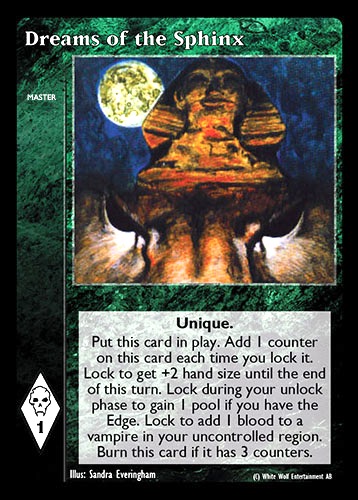 Dreams of the Sphinx
MASTER
Unique.
Put this card in play. Add 1 counter
on this card each time you lock it.
Lock to get +2 hand size until the end
of this turn. Lock during your unlock
phase to gain 1 pool if you have the
Edge. Lock to add 1 blood to a
vampire in your uncontrolled region.
Burn this card if it has 3 counters.
1
Illus: Sandra Everingham
(C) White Wolf Entertainment AB